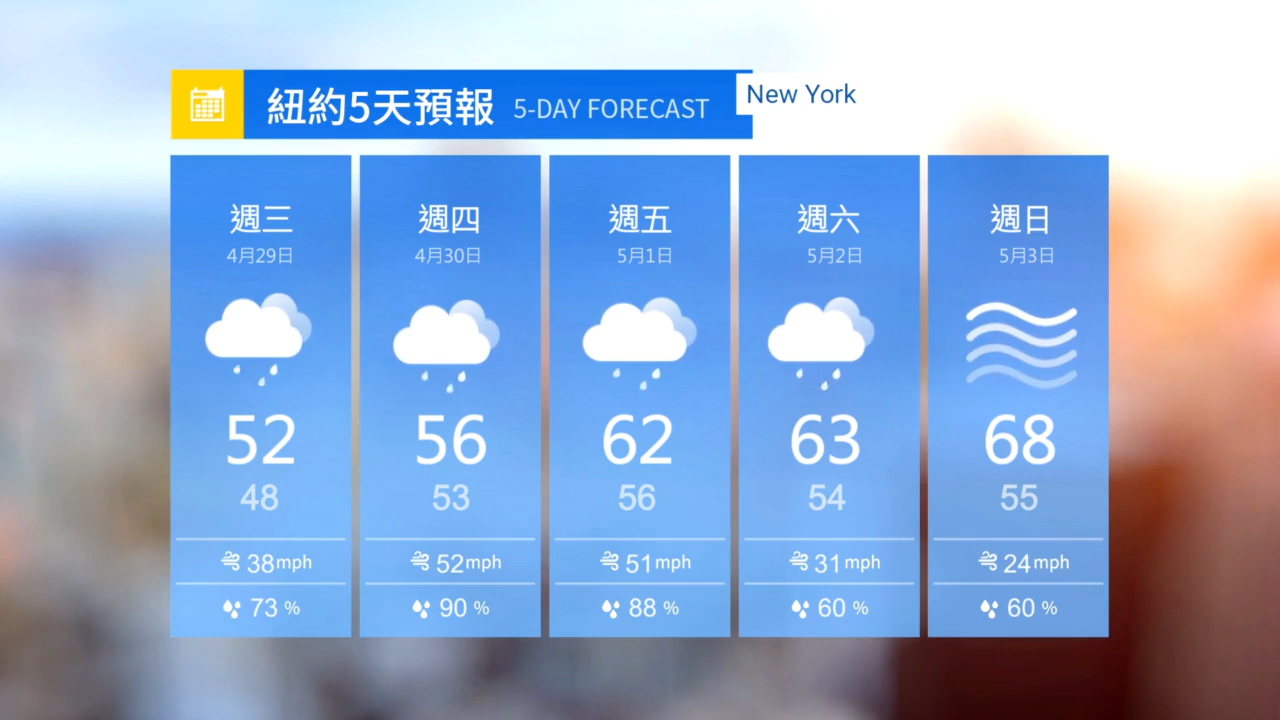 紐約5天預報 5-DAY FORECAST
New York
週三
4月29日
52
48
38mph
73 %
週四
4月30日
56
53
52mph
90 %
週五
5月1日
62
56
51mph
88 %
週六
5月2日
63
54
31mph
60 %
週日
5月3日
68
55
24mph
60 %